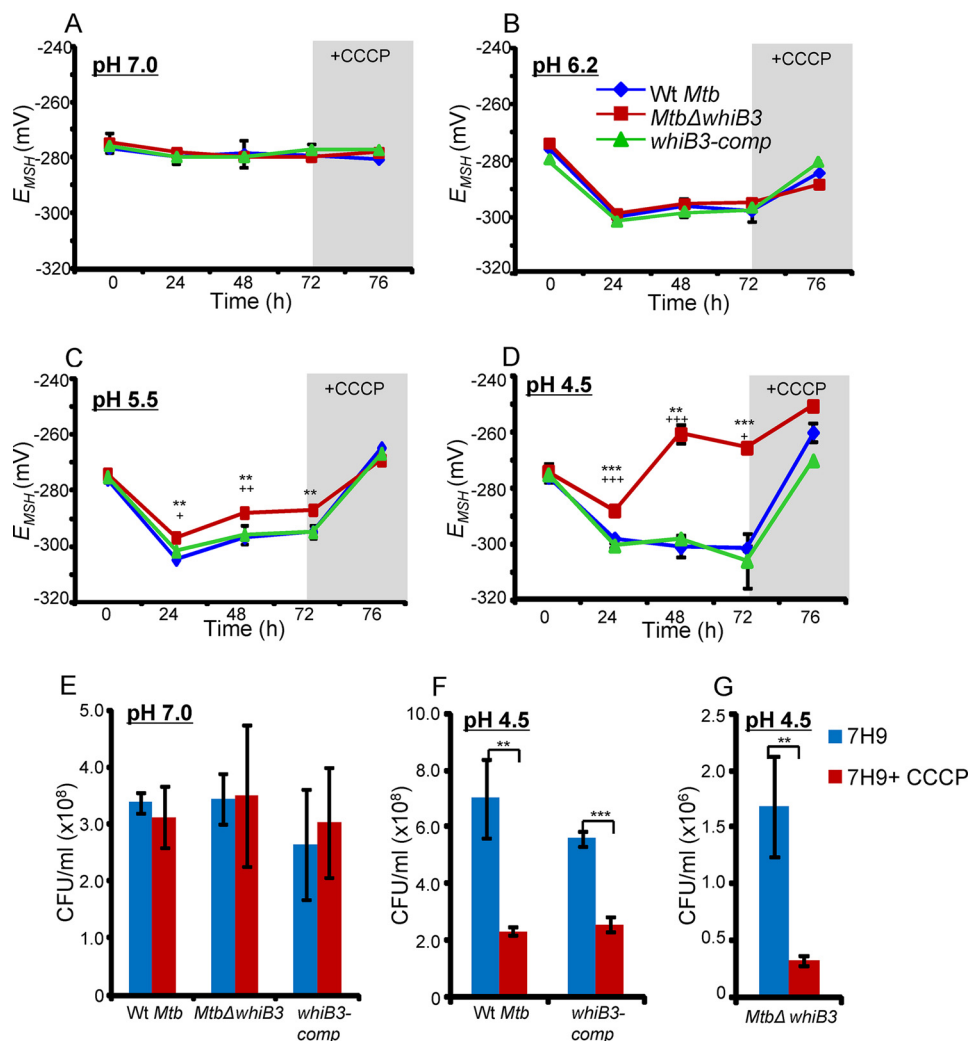 A
pH 7.0
+CCCP
-240
-260
-280
-300
-320
E_MSH (mV)
0 24 48 72 76
Time (h)
B
pH 6.2
+CCCP
Wt Mtb
MtbΔwhiB3
whiB3-comp
-240
-260
-280
-300
-320
E_MSH (mV)
0 24 48 72 76
Time (h)
C
pH 5.5
+CCCP
-240
-260
-280
-300
-320
E_MSH (mV)
** ** **
+ ++
0 24 48 72 76
Time (h)
D
pH 4.5
+CCCP
-240
-260
-280
-300
-320
E_MSH (mV)
*** ** ***
+++ +++ +
0 24 48 72 76
Time (h)
E
pH 7.0
5.0
4.0
3.0
2.0
1.0
0
CFU/ml (x10⁸)
Wt Mtb MtbΔwhiB3 whiB3-
comp
F
pH 4.5
10.0
8.0
6.0
4.0
2.0
0
CFU/ml (x10⁸)
** ***
Wt Mtb whiB3-
comp
G
pH 4.5
2.5
2.0
1.5
1.0
0.5
0
CFU/ml (x10⁶)
**
MtbΔ whiB3
7H9
7H9+ CCCP